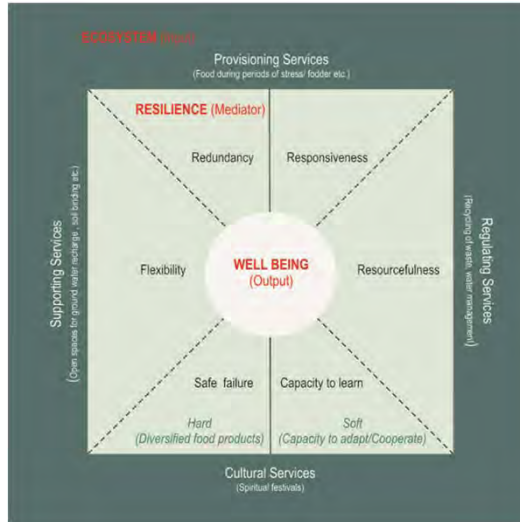 ECOSYSTEM (Input)
Provisioning Services
(Food during periods of stress/ fodder etc.)
RESILIENCE (Mediator)
Redundancy
Responsiveness
Supporting Services
(Open spaces for ground water recharge , soil binding etc.)
Flexibility
WELL BEING
(Output)
Resourcefulness
Regulating Services
(Recycling of waste, water management)
Safe failure
Capacity to learn
Hard
(Diversified food products)
Soft
(Capacity to adapt/Cooperate)
Cultural Services
(Spiritual festivals)